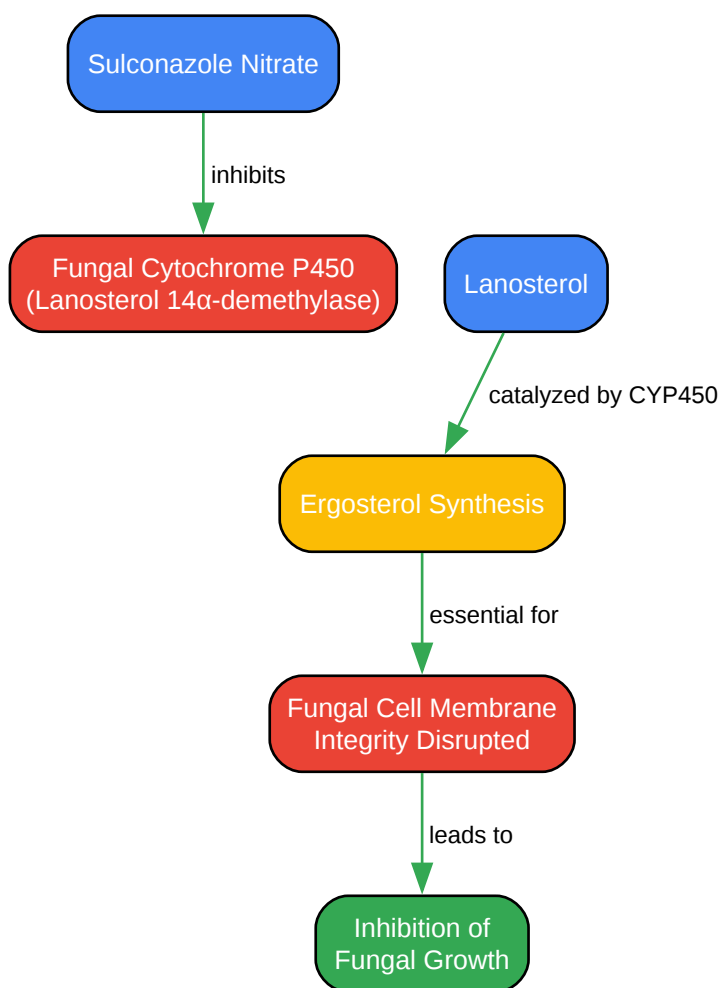 Sulconazole Nitrate
inhibits
Fungal Cytochrome P450
(Lanosterol 14α-demethylase)
Lanosterol
catalyzed by CYP450
Ergosterol Synthesis
essential for
Fungal Cell Membrane
Integrity Disrupted
leads to
Inhibition of
Fungal Growth